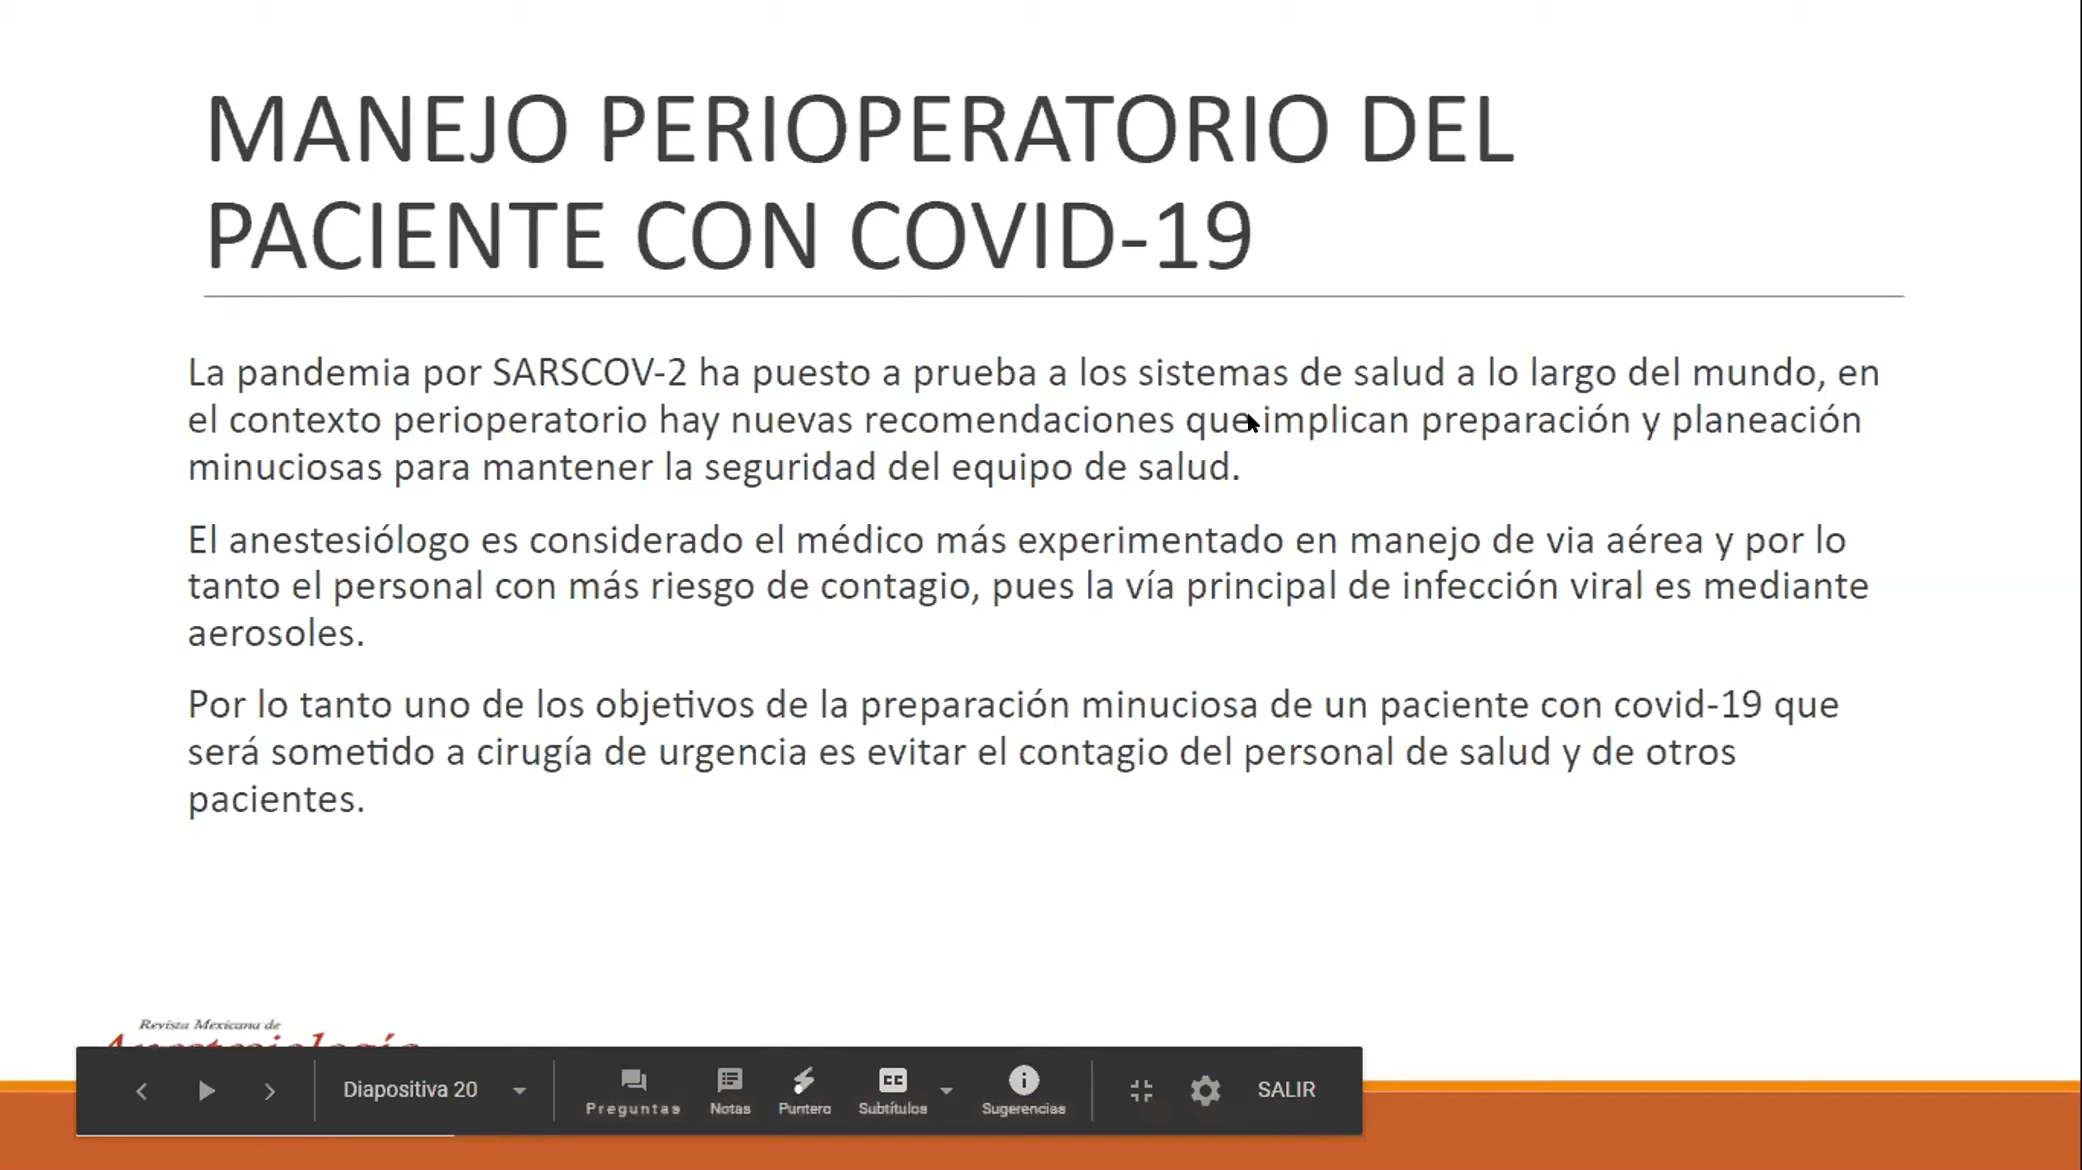 MANEJO PERIOPERATORIO DEL
PACIENTE CON COVID-19
La pandemia por SARSCOV-2 ha puesto a prueba a los sistemas de salud a lo largo del mundo, en
el contexto perioperatorio hay nuevas recomendaciones que implican preparación y planeación
minuciosas para mantener la seguridad del equipo de salud.
El anestesiólogo es considerado el médico más experimentado en manejo de via aérea y por lo
tanto el personal con más riesgo de contagio, pues la vía principal de infección viral es mediante
aerosoles.
Por lo tanto uno de los objetivos de la preparación minuciosa de un paciente con covid-19 que
será sometido a cirugía de urgencia es evitar el contagio del personal de salud y de otros
pacientes.
Revista Mexicana de
Anestesiología
Diapositiva 20
Preguntas Notas Puntero CC Subtítulos Sugerencias SALIR